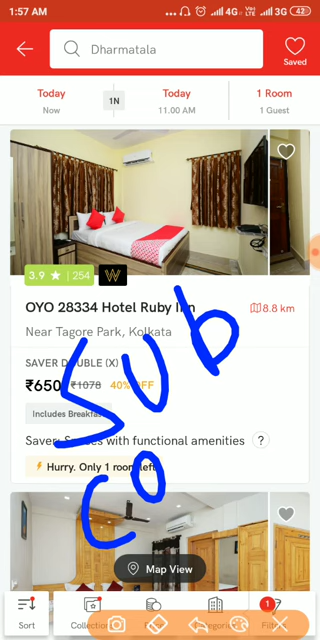 1:57 AM 4G VoLTE 3G 42
Dharmatala
Saved
Today Today 1 Room
Now 1N 11.00 AM 1 Guest
3.9 ★ | 254 W
OYO 28334 Hotel Ruby Inn 8.8 km
Near Tagore Park, Kolkata
SAVER DOUBLE (X)
₹650 ₹1078 40% OFF
Includes Breakfast
Saver: with functional amenities ?
Hurry. Only 1 room left
SUb
Co
Map View
Sort 1